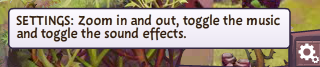 SETTINGS: Zoom in and out, toggle the music
and toggle the sound effects.